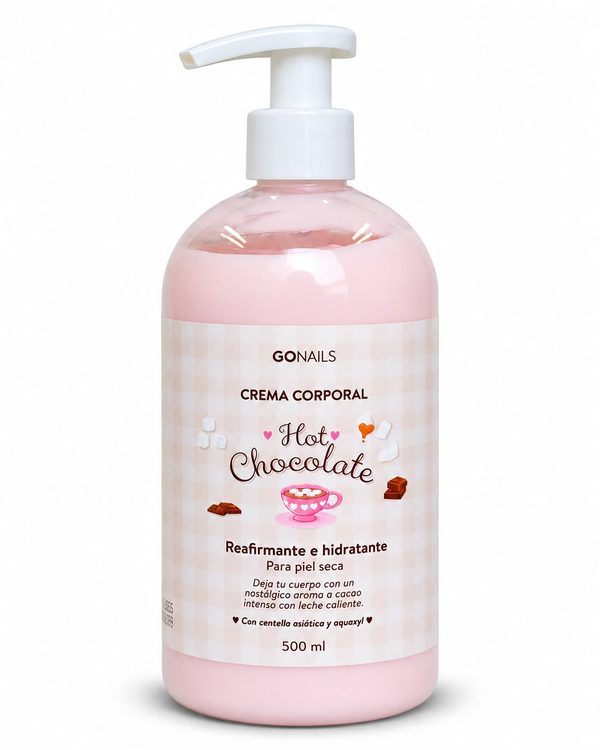 GONAILS
CREMA CORPORAL
Hot
Chocolate
Reafirmante e hidratante
Para piel seca
Deja tu cuerpo con un
nostálgico aroma a cacao
intenso con leche caliente.
♥ Con centella asiática y aquaxyl ♥
500 ml